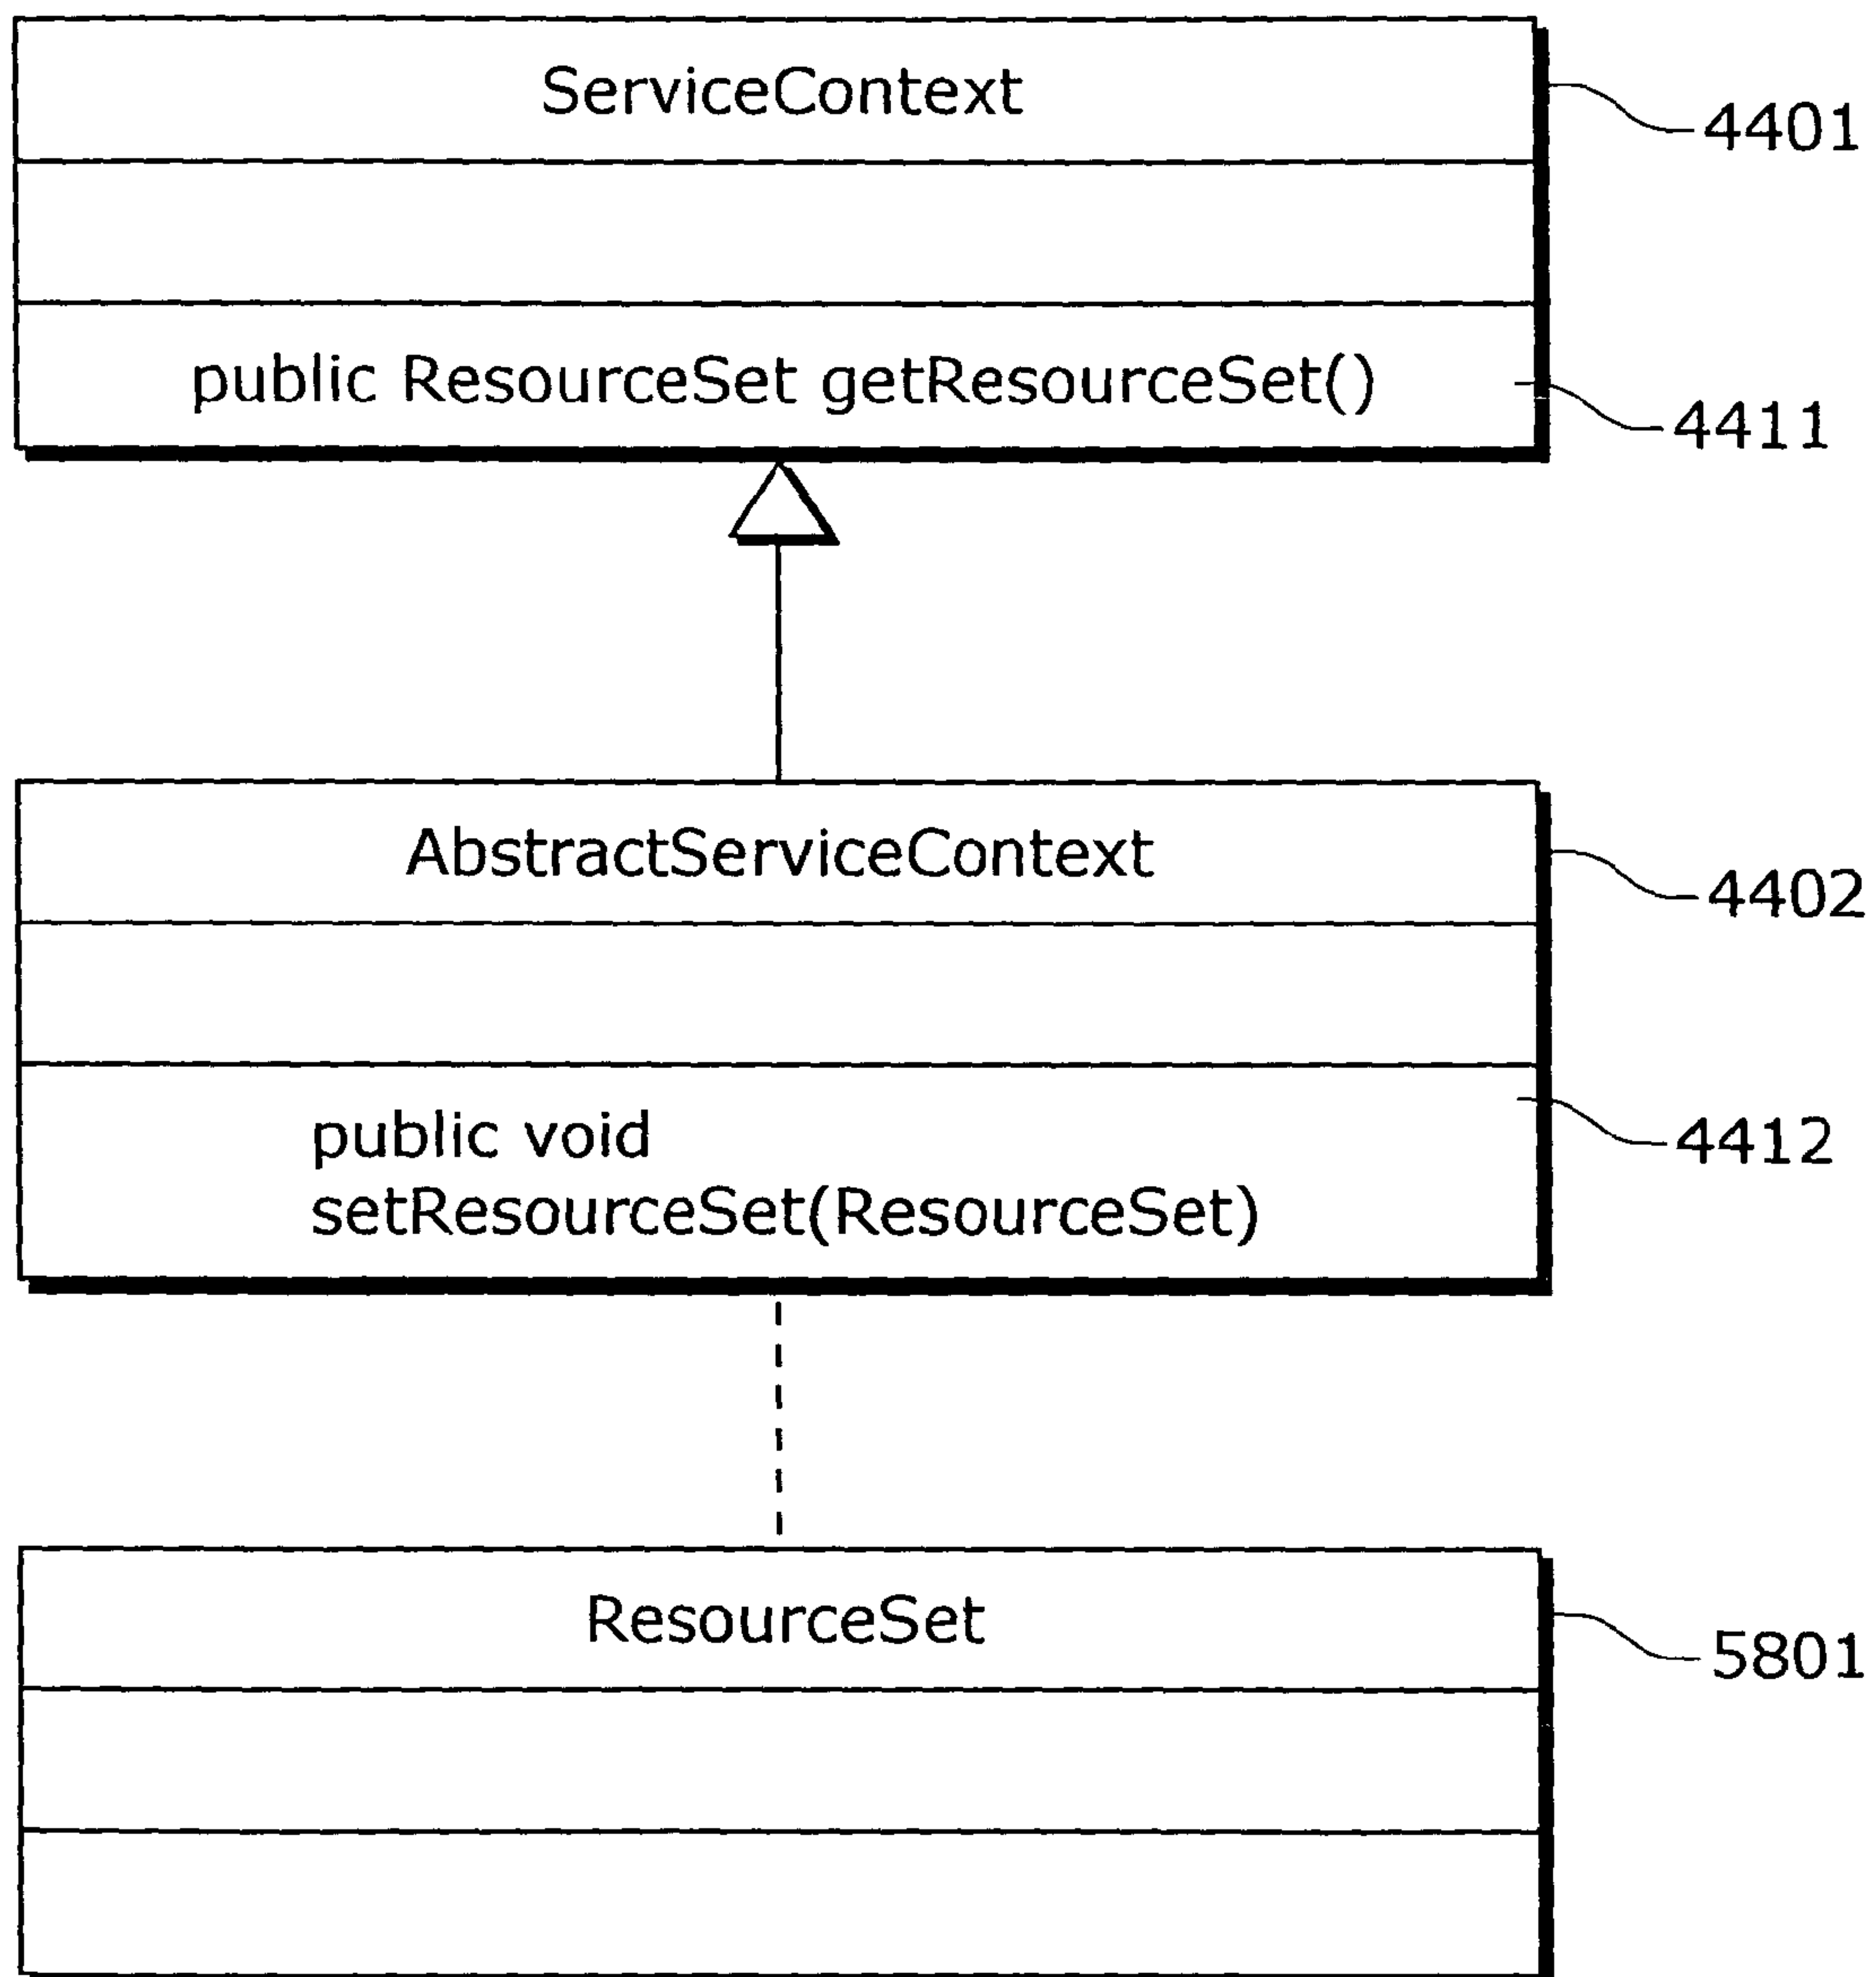 ServiceContext
4401
public ResourceSet getResourceSet()
4411
AbstractServiceContext
4402
public void
4412
setResourceSet(ResourceSet)
ResourceSet
5801